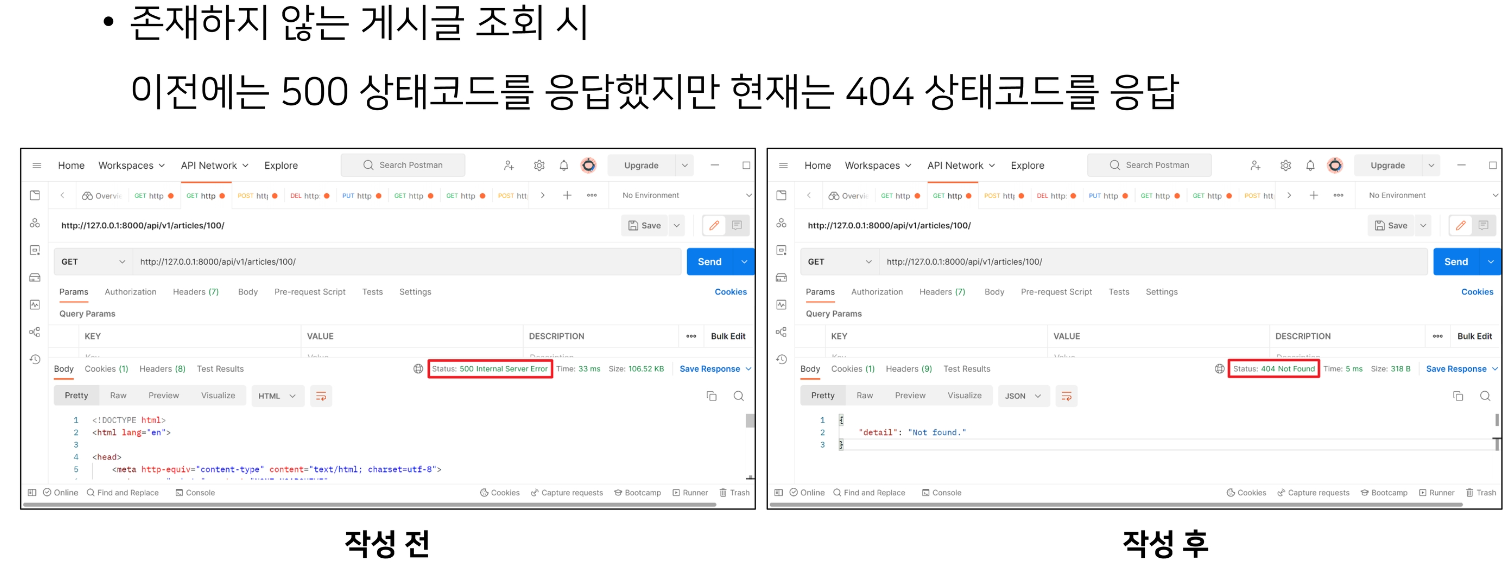 • 존재하지 않는 게시글 조회 시
이전에는 500 상태코드를 응답했지만 현재는 404 상태코드를 응답
Home Workspaces API Network Explore Search Postman Upgrade
Overvie GET http GET http POST http DEL http PUT http GET http GET http POST htt No Environment
http://127.0.0.1:8000/api/v1/articles/100/ Save
GET http://127.0.0.1:8000/api/v1/articles/100/ Send
Params Authorization Headers (7) Body Pre-request Script Tests Settings Cookies
Query Params
KEY VALUE DESCRIPTION Bulk Edit
Key Value Description
Body Cookies (1) Headers (8) Test Results Status: 500 Internal Server Error Time: 33 ms Size: 106.52 KB Save Response
Pretty Raw Preview Visualize HTML
1 <!DOCTYPE html>
2 <html lang="en">
3
4 <head>
5 <meta http-equiv="content-type" content="text/html; charset=utf-8">
Online Find and Replace Console Cookies Capture requests Bootcamp Runner Trash
작성 전
Home Workspaces API Network Explore Search Postman Upgrade
Overvie GET http GET http POST http DEL http PUT http GET http GET http POST htt No Environment
http://127.0.0.1:8000/api/v1/articles/100/ Save
GET http://127.0.0.1:8000/api/v1/articles/100/ Send
Params Authorization Headers (7) Body Pre-request Script Tests Settings Cookies
Query Params
KEY VALUE DESCRIPTION Bulk Edit
Key Value Description
Body Cookies (1) Headers (9) Test Results Status: 404 Not Found Time: 5 ms Size: 318 B Save Response
Pretty Raw Preview Visualize JSON
1 {
2 "detail": "Not found."
3 }
Online Find and Replace Console Cookies Capture requests Bootcamp Runner Trash
작성 후